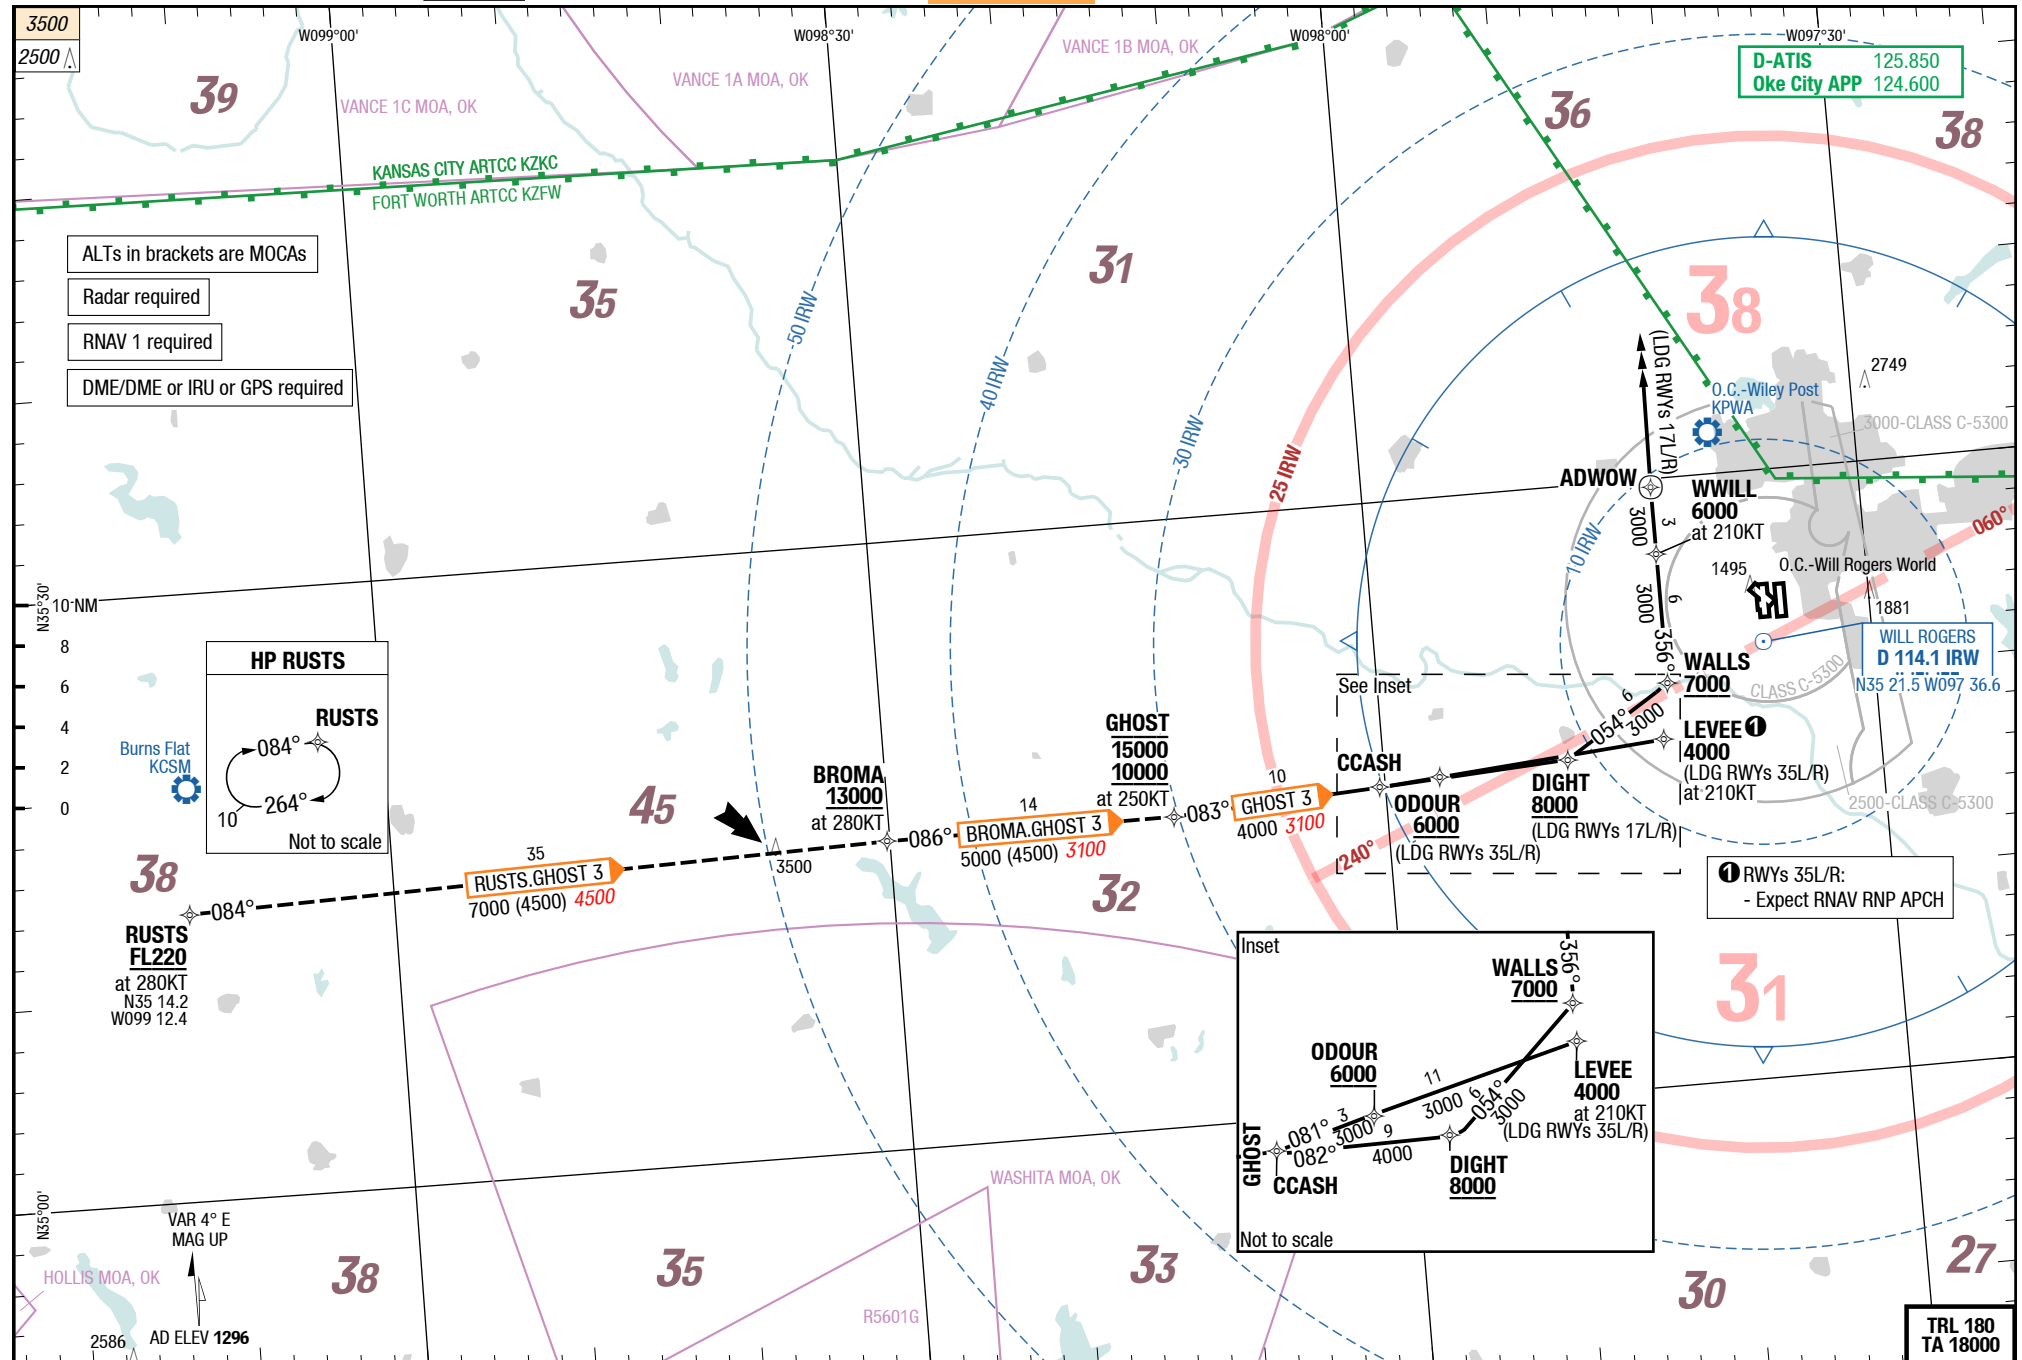 3500
2500
W099°00'
W098°30'
W098°00'
W097°30'
D-ATIS 125.850
Oke City APP 124.600
39
36
38
VANCE 1C MOA, OK
VANCE 1A MOA, OK
VANCE 1B MOA, OK
KANSAS CITY ARTCC KZKC
FORT WORTH ARTCC KZFW
ALTs in brackets are MOCAs
Radar required
RNAV 1 required
DME/DME or IRU or GPS required
35
31
38
50 IRW
40 IRW
30 IRW
25 IRW
10 IRW
(LDG RWYs 17L/R)
2749
O.C.-Wiley Post
KPWA
3000-CLASS C-5300
ADWOW
WWILL
6000
at 210KT
3
3000
6
3000
356°
060°
1495
O.C.-Will Rogers World
1881
WILL ROGERS
D 114.1 IRW
N35 21.5 W097 36.6
CLASS C-5300
2500-CLASS C-5300
N35°30'
10 NM
8
6
4
2
0
HP RUSTS
RUSTS
084°
264°
10
Not to scale
Burns Flat
KCSM
See Inset
WALLS
7000
6
054°
3000
LEVEE 1
4000
(LDG RWYs 35L/R)
at 210KT
GHOST
15000
10000
at 250KT
CCASH
BROMA
13000
at 280KT
ODOUR
6000
(LDG RWYs 35L/R)
DIGHT
8000
(LDG RWYs 17L/R)
45
38
32
084°
35
RUSTS.GHOST 3
7000 (4500) 4500
3500
086°
14
BROMA.GHOST 3
5000 (4500) 3100
083°
10
GHOST 3
4000 3100
240°
1 RWYs 35L/R:
- Expect RNAV RNP APCH
RUSTS
FL220
at 280KT
N35 14.2
W099 12.4
31
Inset
356°
WALLS
7000
ODOUR
6000
LEVEE
4000
at 210KT
(LDG RWYs 35L/R)
11
3000
6
054°
3000
081°
3
3000
082°
9
4000
GHOST
CCASH
DIGHT
8000
Not to scale
N35°00'
VAR 4° E
MAG UP
HOLLIS MOA, OK
WASHITA MOA, OK
R5601G
38
35
33
30
27
2586
AD ELEV 1296
TRL 180
TA 18000